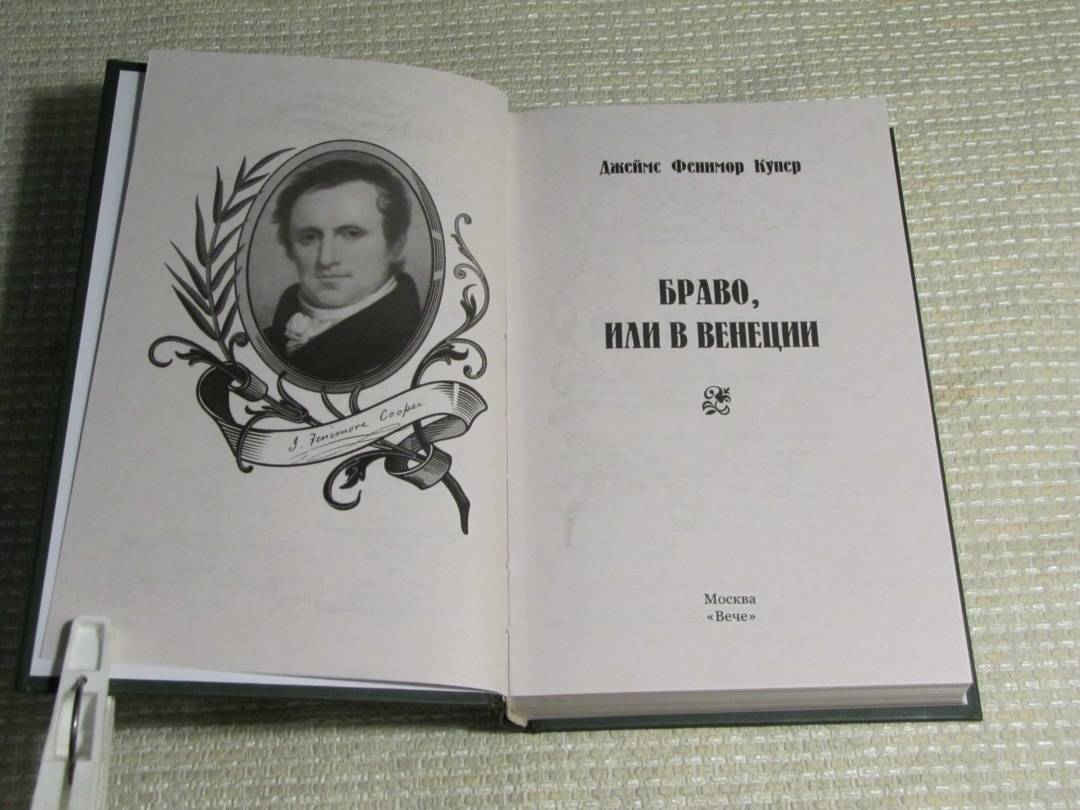 J. Fenimore Cooper
Джеймс Фенимор Купер
БРАВО,
ИЛИ В ВЕНЕЦИИ
Москва
«Вече»